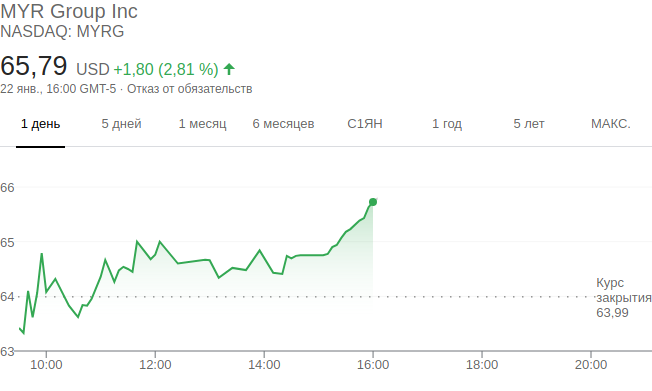 MYR Group Inc
NASDAQ: MYRG
65,79 USD +1,80 (2,81 %)
22 янв., 16:00 GMT-5 · Отказ от обязательств
1 день 5 дней 1 месяц 6 месяцев С1ЯН 1 год 5 лет МАКС.
66
65
64
63
Курс
закрытия
63,99
10:00 12:00 14:00 16:00 18:00 20:00